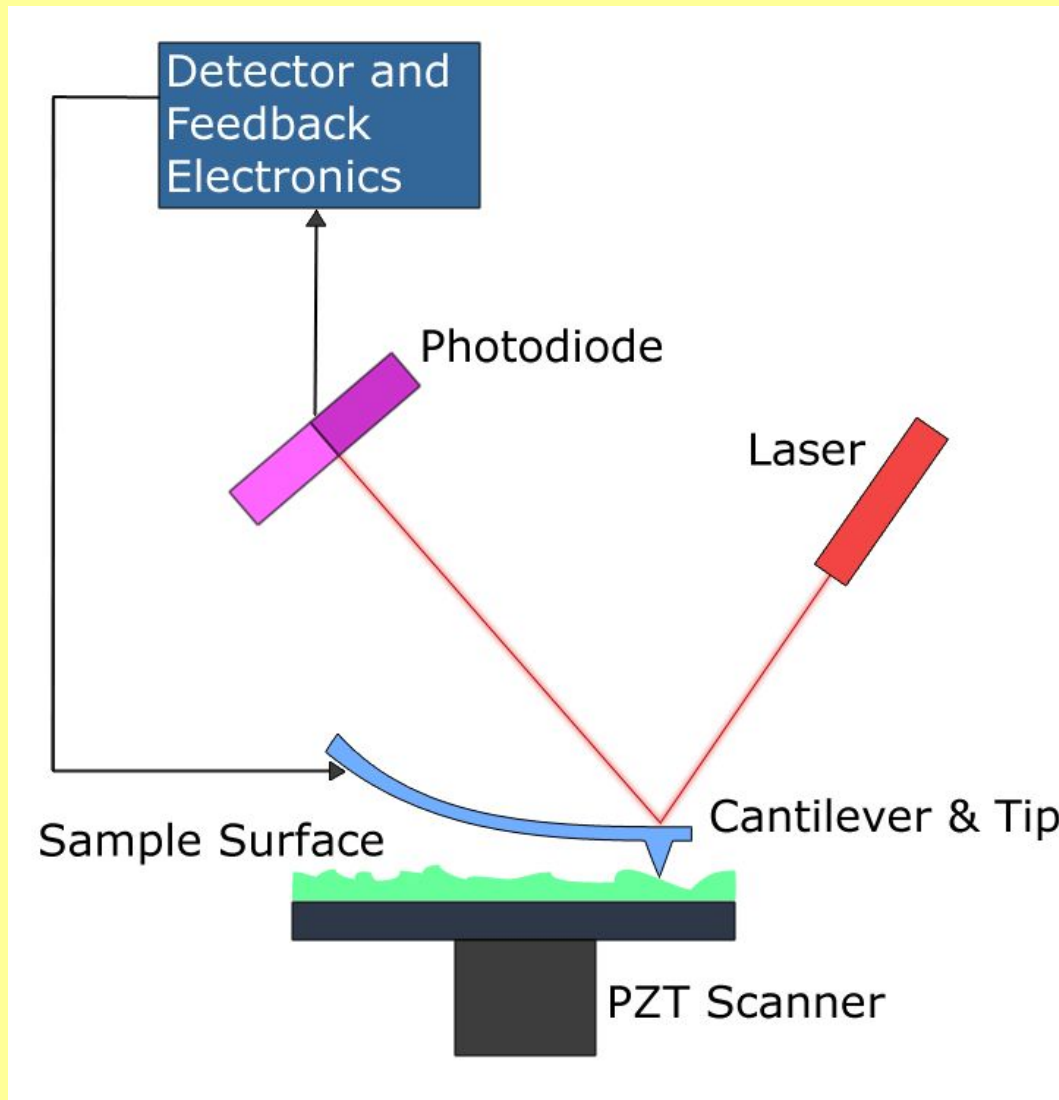 Detector and
Feedback
Electronics
Photodiode
Laser
Cantilever & Tip
Sample Surface
PZT Scanner